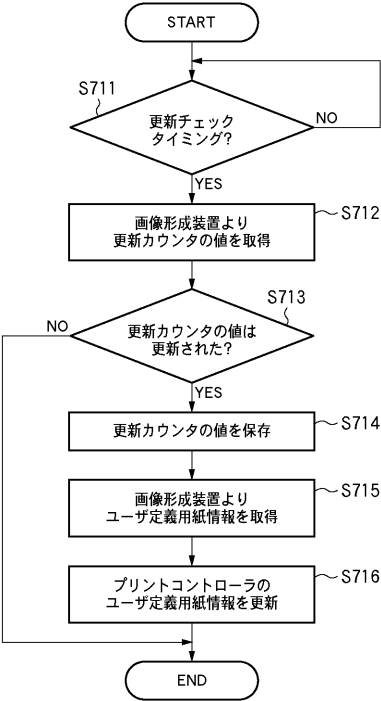 START
S711
更新チェック
タイミング?
NO
YES
画像形成装置より
更新カウンタの値を取得
S712
S713
NO
更新カウンタの値は
更新された?
YES
更新カウンタの値を保存
S714
画像形成装置より
ユーザ定義用紙情報を取得
S715
プリントコントローラの
ユーザ定義用紙情報を更新
S716
END